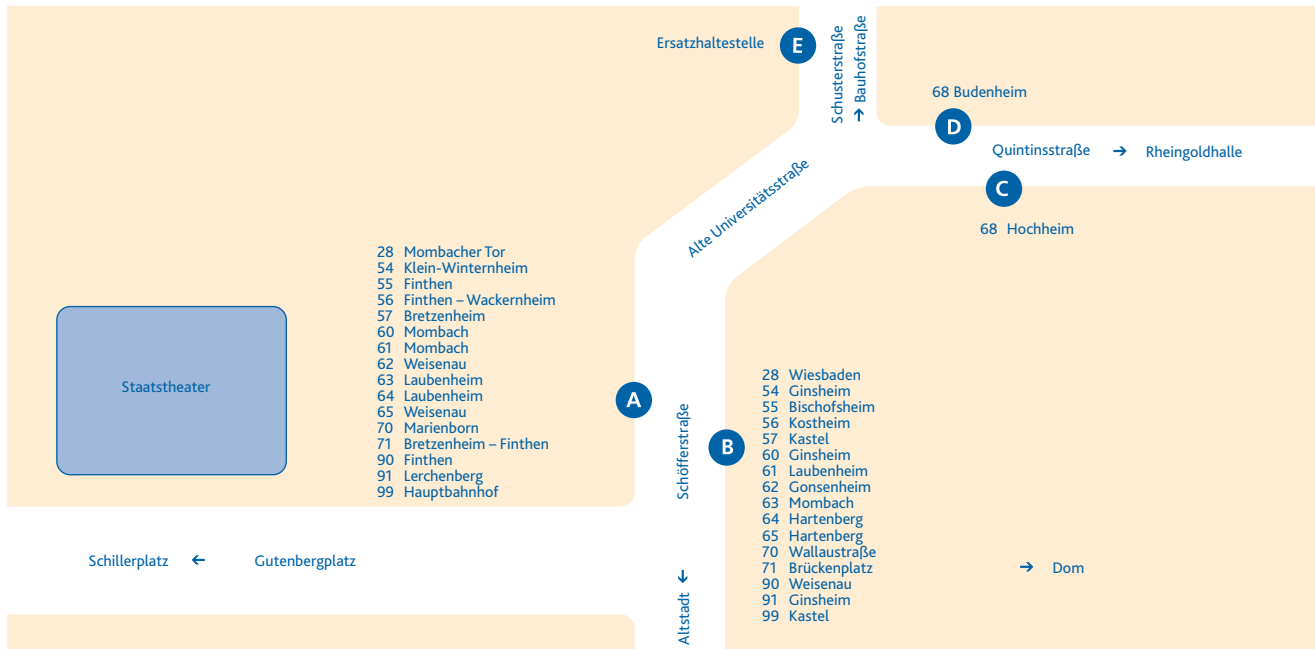 Ersatzhaltestelle
E
Schusterstraße
→ Bauhofstraße
68 Budenheim
D
Quintinsstraße → Rheingoldhalle
C
68 Hochheim
Alte Universitätsstraße
28 Mombacher Tor
54 Klein-Winternheim
55 Finthen
56 Finthen – Wackernheim
57 Bretzenheim
60 Mombach
61 Mombach
62 Weisenau
63 Laubenheim
64 Laubenheim
65 Weisenau
70 Marienborn
71 Bretzenheim – Finthen
90 Finthen
91 Lerchenberg
99 Hauptbahnhof
Staatstheater
A
Schöfferstraße
B
28 Wiesbaden
54 Ginsheim
55 Bischofsheim
56 Kostheim
57 Kastel
60 Ginsheim
61 Laubenheim
62 Gonsenheim
63 Mombach
64 Hartenberg
65 Hartenberg
70 Wallaustraße
71 Brückenplatz
90 Weisenau
91 Ginsheim
99 Kastel
Schillerplatz ← Gutenbergplatz
Altstadt ←
→ Dom